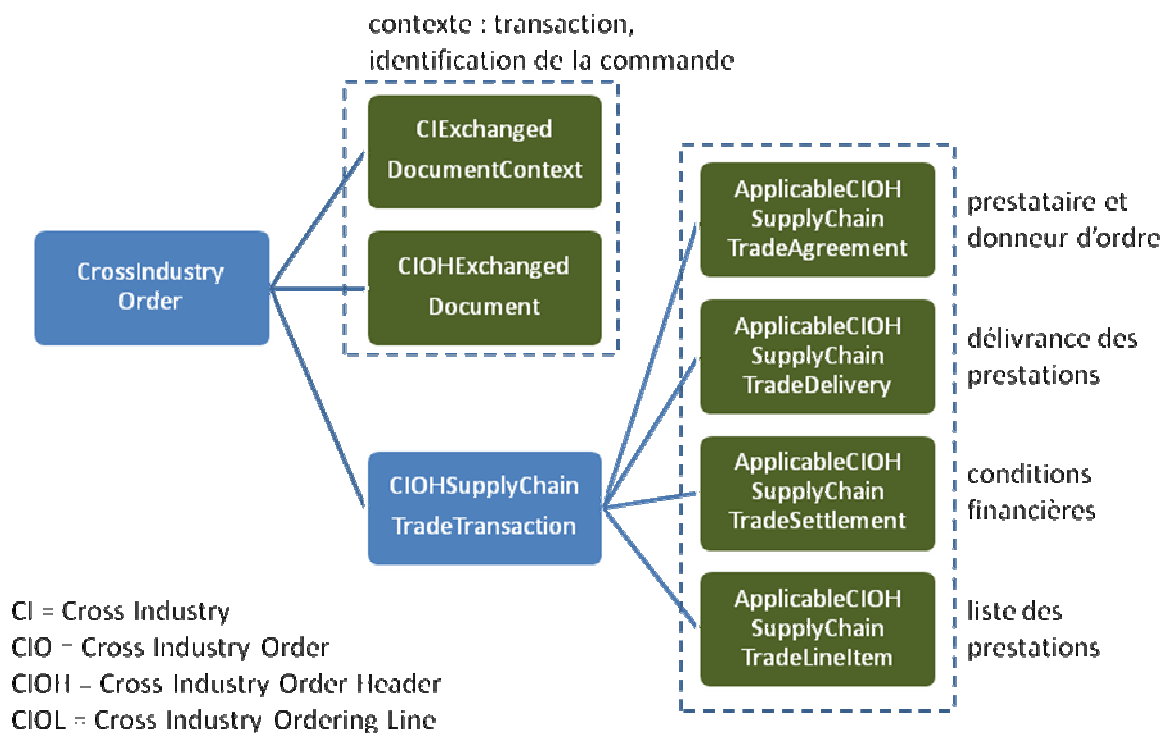 contexte : transaction,
identification de la commande
CIExchanged
DocumentContext
CIOHExchanged
Document
CrossIndustry
Order
CIOHSupplyChain
TradeTransaction
ApplicableCIOH
SupplyChain
TradeAgreement
prestataire et
donneur d'ordre
ApplicableCIOH
SupplyChain
TradeDelivery
délivrance des
prestations
ApplicableCIOH
SupplyChain
TradeSettlement
conditions
financières
ApplicableCIOH
SupplyChain
TradeLineItem
liste des
prestations
CI = Cross Industry
CIO = Cross Industry Order
CIOH = Cross Industry Order Header
CIOL = Cross Industry Ordering Line